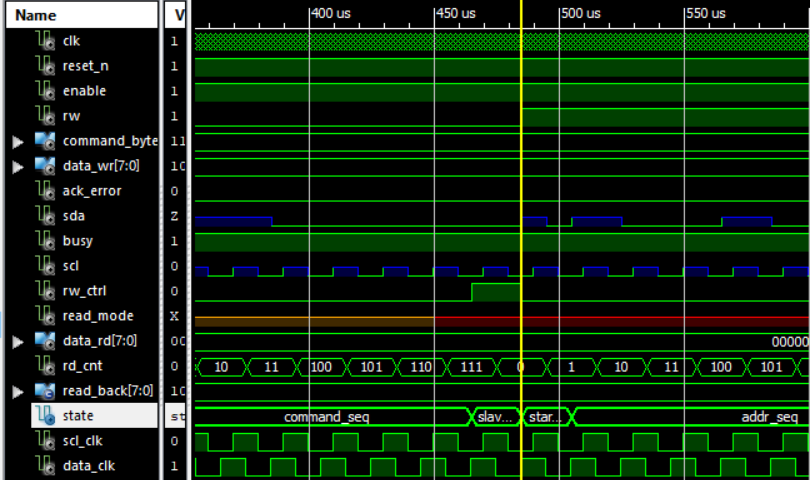 Name V 400 us 450 us 500 us 550 us
clk 1
reset_n 1
enable 1
rw 1
command_byte 11
data_wr[7:0] 10
ack_error 0
sda Z
busy 1
scl 0
rw_ctrl 0
read_mode X
data_rd[7:0] 00 00000
rd_cnt 0 10 11 100 101 110 111 0 1 10 11 100 101
read_back[7:0] 10
state st command_seq slav... star... addr_seq
scl_clk 0
data_clk 1